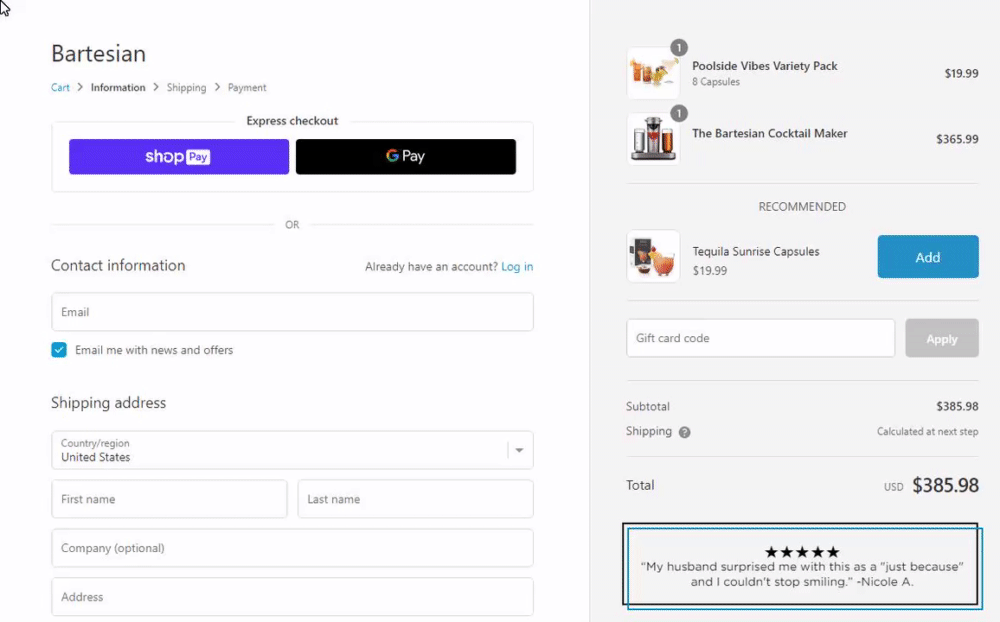 Bartesian
Cart > Information > Shipping > Payment
Express checkout
shop Pay
G Pay
OR
Contact information
Already have an account? Log in
Email
Email me with news and offers
Shipping address
Country/region
United States
First name
Last name
Company (optional)
Address
1
Poolside Vibes Variety Pack
8 Capsules
$19.99
1
The Bartesian Cocktail Maker
$365.99
RECOMMENDED
Tequila Sunrise Capsules
$19.99
Add
Gift card code
Apply
Subtotal
$385.98
Shipping ?
Calculated at next step
Total
USD $385.98
★★★★★
"My husband surprised me with this as a "just because"
and I couldn't stop smiling." -Nicole A.